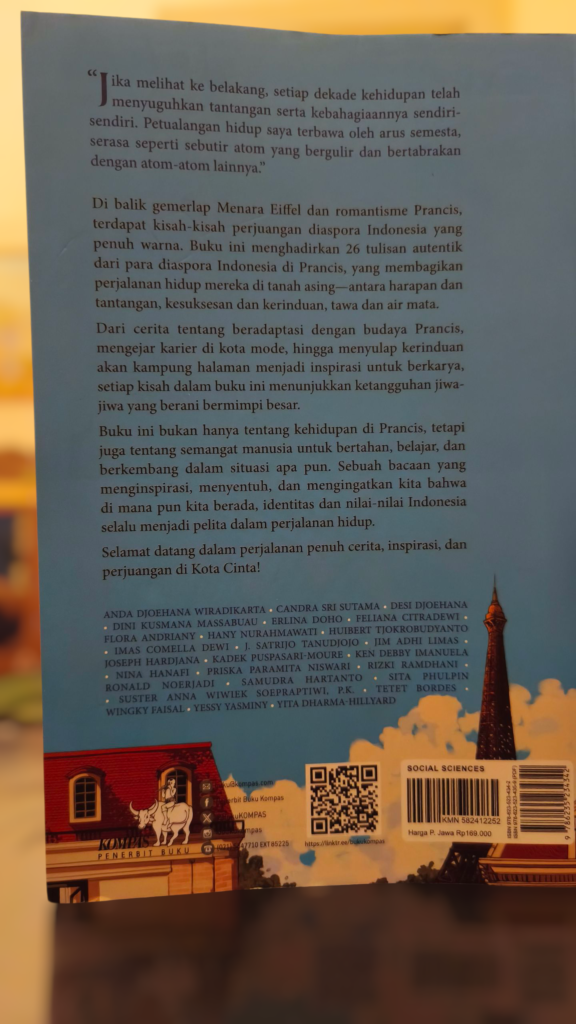 “Jika melihat ke belakang, setiap dekade kehidupan telah
menyuguhkan tantangan serta kebahagiaannya sendiri-
sendiri. Petualangan hidup saya terbawa oleh arus semesta,
serasa seperti sebutir atom yang bergulir dan bertabrakan
dengan atom-atom lainnya.”
Di balik gemerlap Menara Eiffel dan romantisme Prancis,
terdapat kisah-kisah perjuangan diaspora Indonesia yang
penuh warna. Buku ini menghadirkan 26 tulisan autentik
dari para diaspora Indonesia di Prancis, yang membagikan
perjalanan hidup mereka di tanah asing—antara harapan dan
tantangan, kesuksesan dan kerinduan, tawa dan air mata.
Dari cerita tentang beradaptasi dengan budaya Prancis,
mengejar karier di kota mode, hingga menyulap kerinduan
akan kampung halaman menjadi inspirasi untuk berkarya,
setiap kisah dalam buku ini menunjukkan ketangguhan jiwa-
jiwa yang berani bermimpi besar.
Buku ini bukan hanya tentang kehidupan di Prancis, tetapi
juga tentang semangat manusia untuk bertahan, belajar, dan
berkembang dalam situasi apa pun. Sebuah bacaan yang
menginspirasi, menyentuh, dan mengingatkan kita bahwa
di mana pun kita berada, identitas dan nilai-nilai Indonesia
selalu menjadi pelita dalam perjalanan hidup.
Selamat datang dalam perjalanan penuh cerita, inspirasi, dan
perjuangan di Kota Cinta!
ANDA DJOEHANA WIRADIKARTA • CANDRA SRI SUTAMA • DESI DJOEHANA
• DINI KUSMANA MASSABUAU • ERLINA DOHO • FELIANA CITRADEWI •
FLORA ANDRIANY • HANY NURAHMAWATI • HUIBERT TJOKROBUDYANTO
• IMAS COMELLA DEWI • J. SATRIJO TANUDJOJO • JIM ADHI LIMAS •
JOSEPH HARDJANA • KADEK PUSPASARI-MOURE • KEN DEBBY IMANUELA
• NINA HANAFI • PRISKA PARAMITA NISWARI • RIZKI RAMDHANI •
RONALD NOERJADI • SAMUDRA HARTANTO • SITA PHULPIN
• SUSTER ANNA WIWIEK SOEPRAPTIWI, P.K. • TETET BORDES •
WINGKY FAISAL • YESSY YASMINY • YITA DHARMA-HILLYARD
KOMPAS
PENERBIT BUKU
Buku Kompas
KOMPAS
https://linktr.ee/bukukompas
SOCIAL SCIENCES
KMN 582412252
Harga P. Jawa Rp169.000